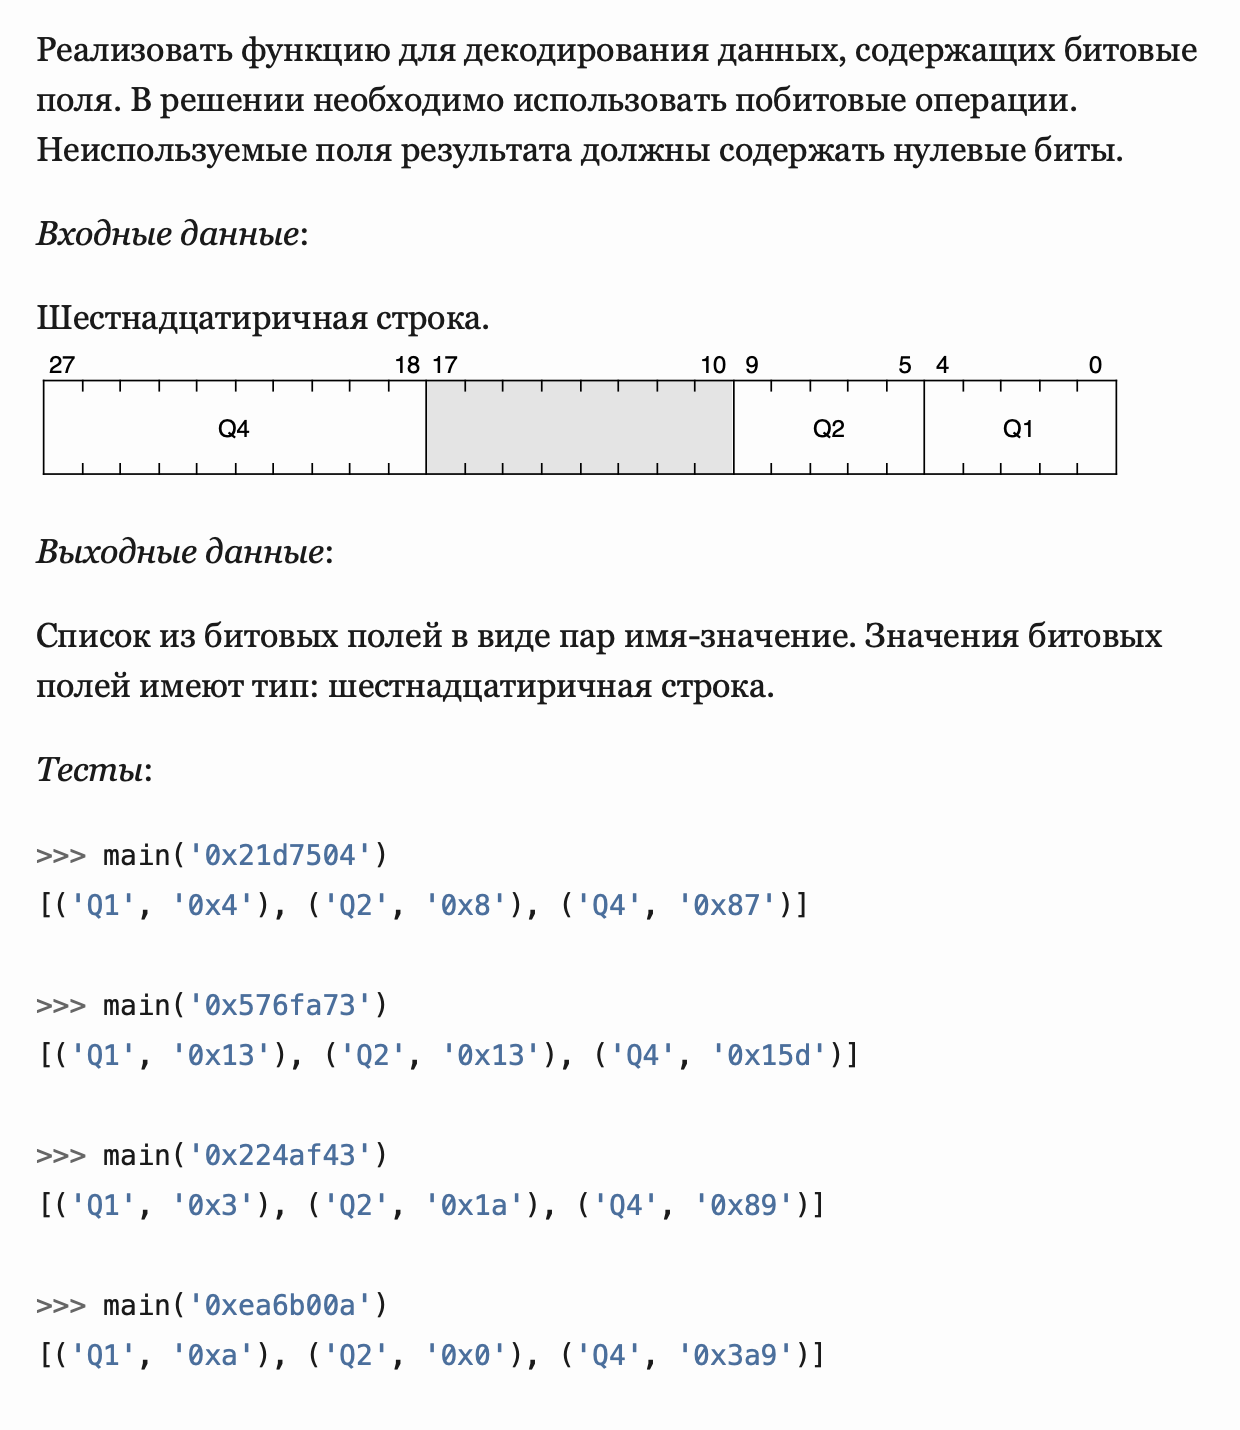 Реализовать функцию для декодирования данных, содержащих битовые
поля. В решении необходимо использовать побитовые операции.
Неиспользуемые поля результата должны содержать нулевые биты.
Входные данные:
Шестнадцатиричная строка.
27 18 17 10 9 5 4 0
Q4 Q2 Q1
Выходные данные:
Список из битовых полей в виде пар имя-значение. Значения битовых
полей имеют тип: шестнадцатиричная строка.
Тесты:
>>> main('0x21d7504')
[('Q1', '0x4'), ('Q2', '0x8'), ('Q4', '0x87')]
>>> main('0x576fa73')
[('Q1', '0x13'), ('Q2', '0x13'), ('Q4', '0x15d')]
>>> main('0x224af43')
[('Q1', '0x3'), ('Q2', '0x1a'), ('Q4', '0x89')]
>>> main('0xea6b00a')
[('Q1', '0xa'), ('Q2', '0x0'), ('Q4', '0x3a9')]